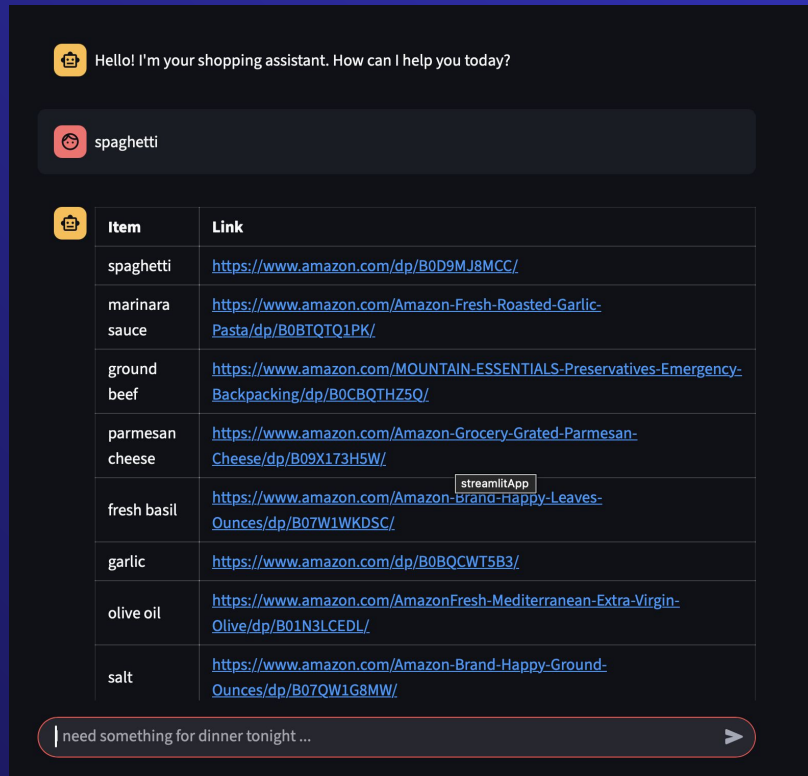 Hello! I'm your shopping assistant. How can I help you today?
spaghetti
Item Link
spaghetti https://www.amazon.com/dp/B0D9MJ8MCC/
marinara https://www.amazon.com/Amazon-Fresh-Roasted-Garlic-
sauce Pasta/dp/B0BTQTQ1PK/
ground https://www.amazon.com/MOUNTAIN-ESSENTIALS-Preservatives-Emergency-
beef Backpacking/dp/B0CBQTHZ5Q/
parmesan https://www.amazon.com/Amazon-Grocery-Grated-Parmesan-
cheese Cheese/dp/B09X173H5W/
streamlitApp
https://www.amazon.com/Amazon-Brand-Happy-Leaves-
fresh basil
Ounces/dp/B07W1WKDSC/
garlic https://www.amazon.com/dp/B0BQCWT5B3/
https://www.amazon.com/AmazonFresh-Mediterranean-Extra-Virgin-
olive oil
Olive/dp/B01N3LCEDL/
https://www.amazon.com/Amazon-Brand-Happy-Ground-
salt
Ounces/dp/B07QW1G8MW/
I need something for dinner tonight ...